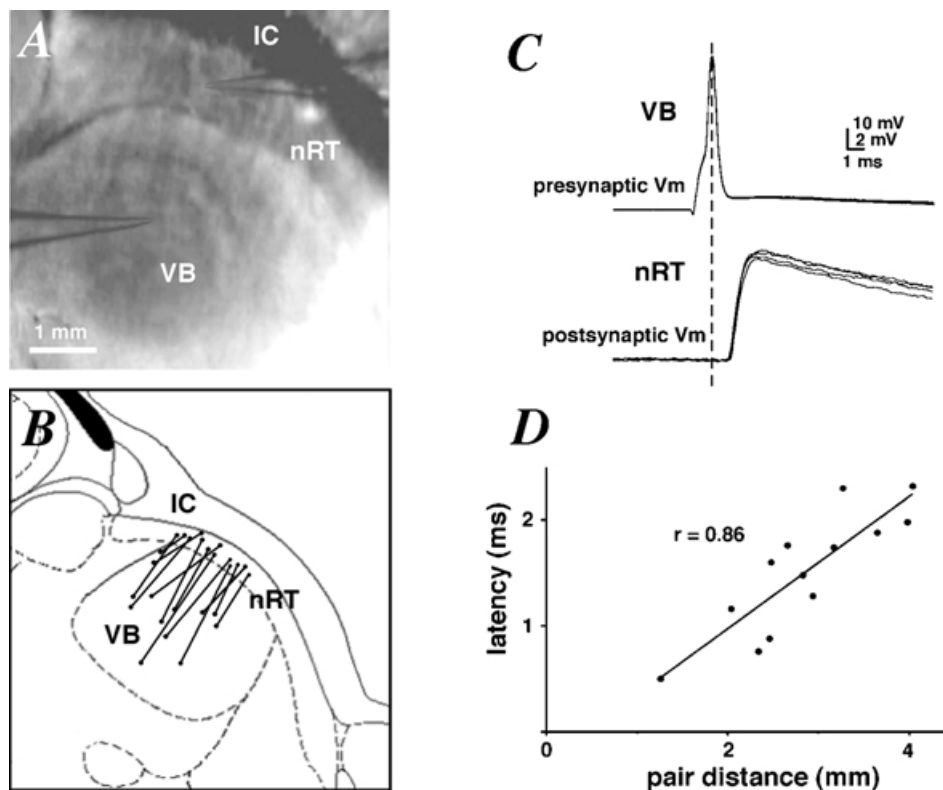 A
IC
nRT
VB
1 mm
B
IC
nRT
VB
C
VB
10 mV
2 mV
1 ms
presynaptic Vm
nRT
postsynaptic Vm
D
latency (ms)
2
1
r = 0.86
0
2
4
pair distance (mm)